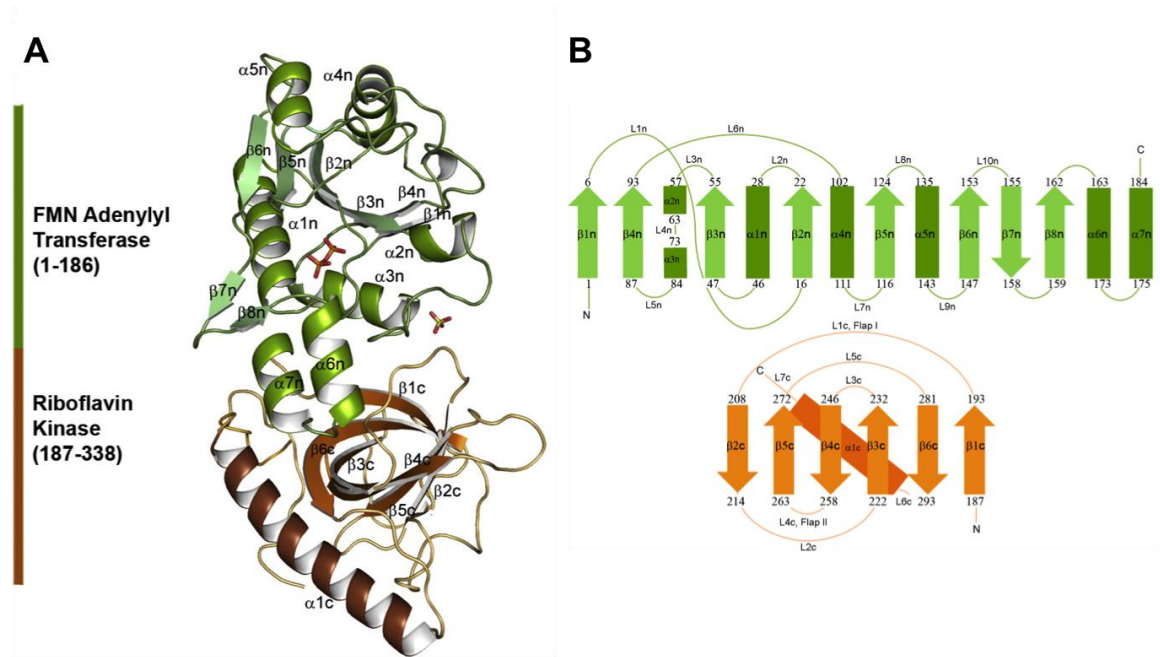 A
α5n
α4n
β6n
β5n
β2n
β4n
β3n
β1n
α1n
α2n
α3n
β7n
β8n
α6n
α7n
β1c
β6c
β3c
β4c
β2c
β5c
α1c
FMN Adenylyl
Transferase
(1-186)
Riboflavin
Kinase
(187-338)
B
L1n
L6n
C
L3n
L2n
L8n
L10n
6
93
57
55
28
22
102
124
135
153
155
162
163
184
α2n
63
L4n
73
α3n
β1n
β4n
β3n
α1n
β2n
α4n
β5n
α5n
β6n
β7n
β8n
α6n
α7n
1
87
84
47
46
16
111
116
143
147
158
159
173
175
N
L5n
L7n
L9n
L1c, Flap I
L5c
C
L7c
L3c
208
272
246
232
281
193
β2c
β5c
β4c
α1c
β3c
β6c
β1c
214
263
258
222
L6c
293
187
L4c, Flap II
N
L2c